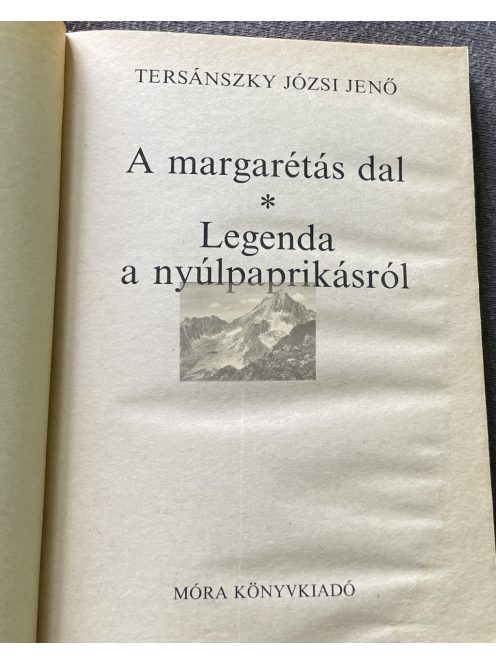 TERSÁNSZKY JÓZSI JENŐ
A margarétás dal
*
Legenda
a nyúlpaprikásról
MÓRA KÖNYVKIADÓ